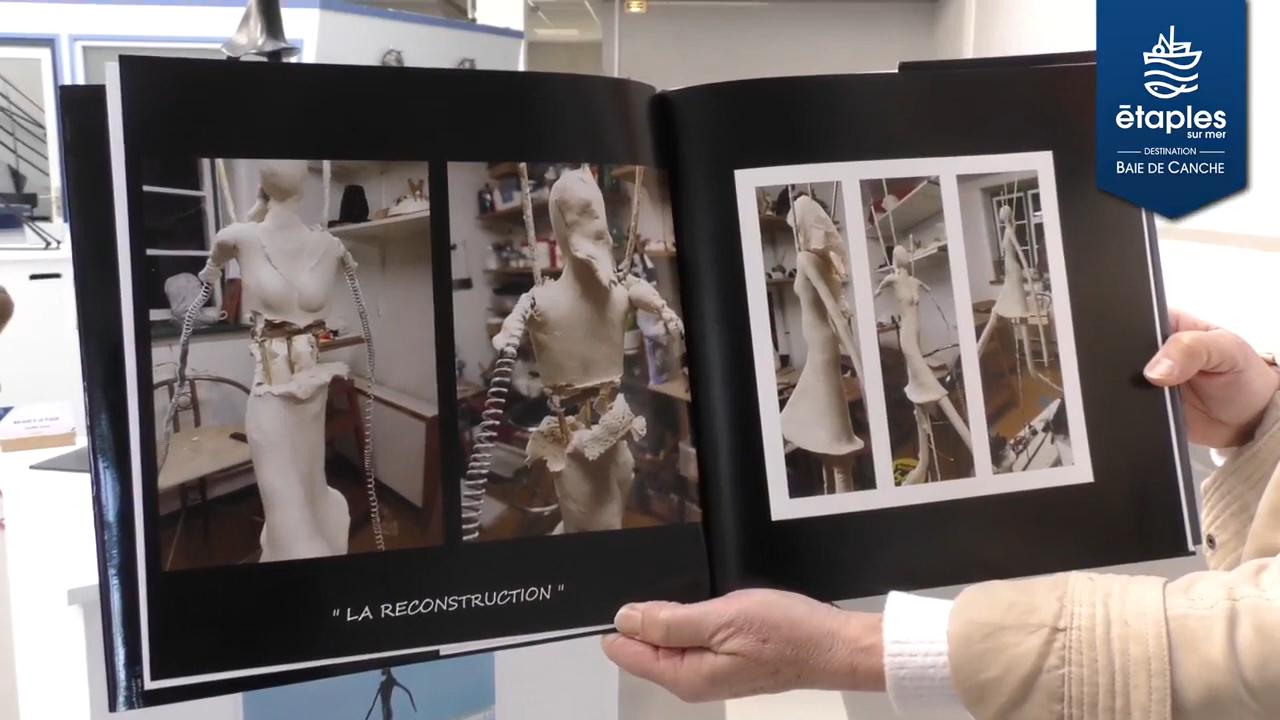 " LA RECONSTRUCTION "
ētaples
sur mer
DESTINATION
BAIE DE CANCHE